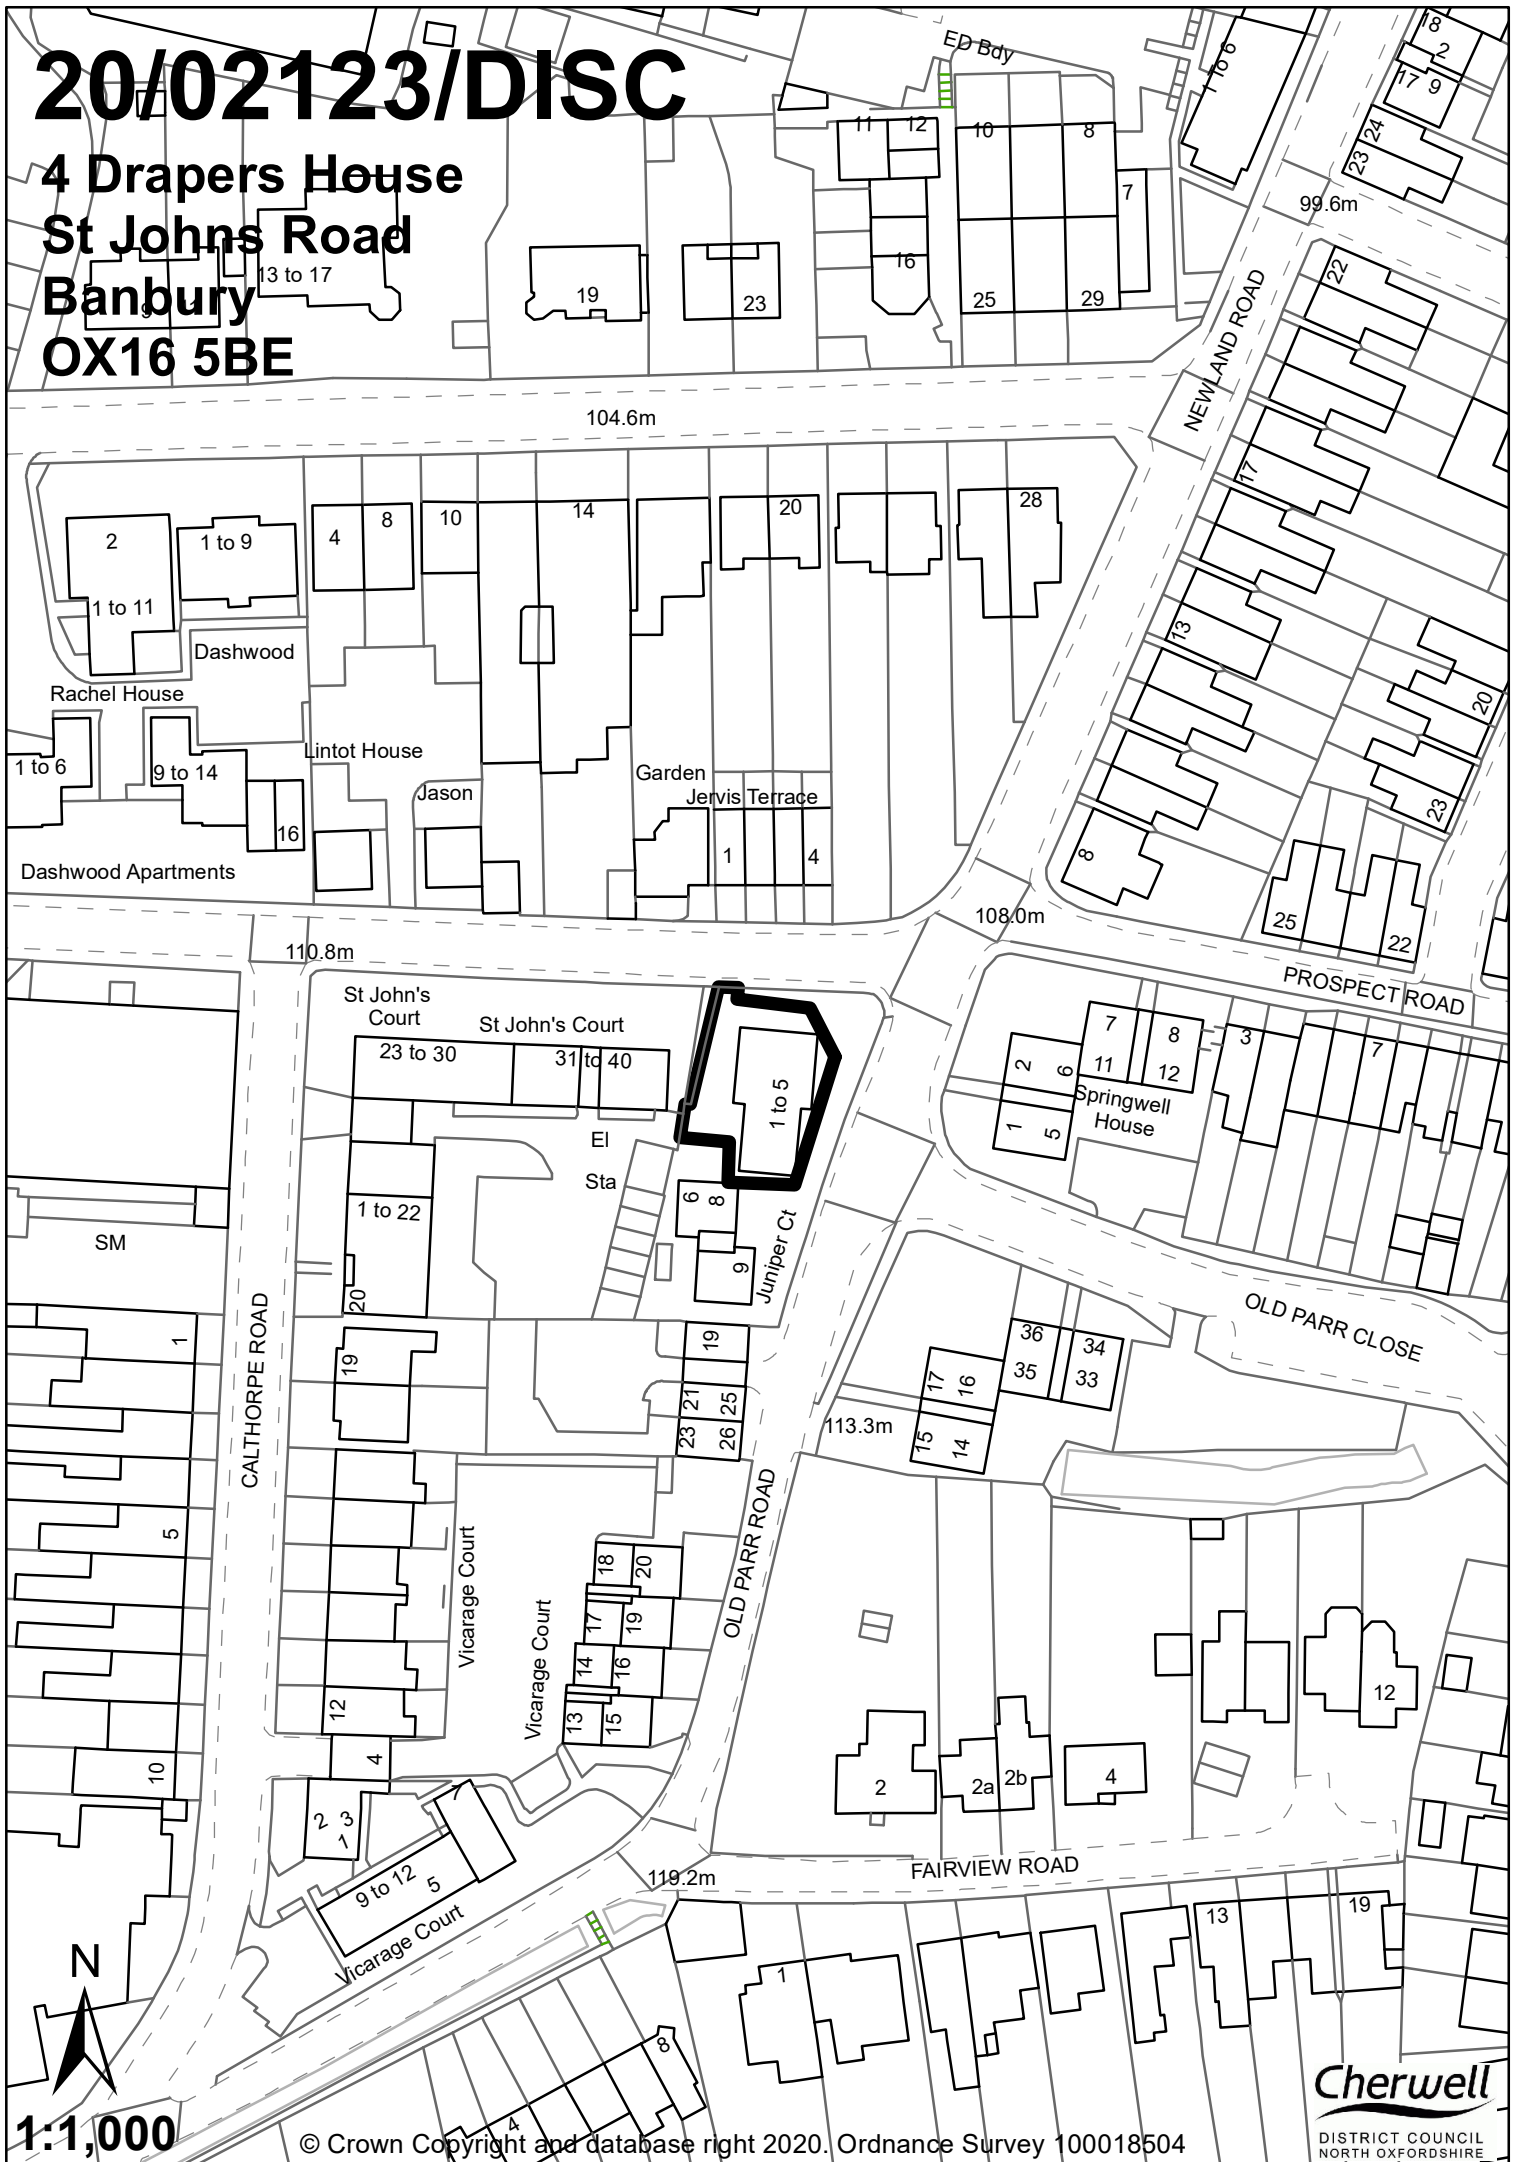 20/02123/DISC
4 Drapers House
St Johns Road
Banbury
OX16 5BE
ED Bdy
1 To 6
18
2
17
9
24
23
99.6m
11
12
10
8
7
16
25
29
13 to 17
9
11
19
23
22
NEWLAND ROAD
104.6m
17
2
1 to 9
4
8
10
14
20
28
1 to 11
13
Dashwood
Rachel House
20
1 to 6
9 to 14
Lintot House
Jason
Garden
Jervis Terrace
16
1
4
8
23
Dashwood Apartments
25
22
108.0m
110.8m
PROSPECT ROAD
St John's
Court
St John's Court
23 to 30
31 to 40
1 to 5
7
8
11
12
2
6
1
5
3
7
Springwell
House
El
Sta
6
8
9
Juniper Ct
1 to 22
20
SM
CALTHORPE ROAD
1
19
19
21
25
23
26
36
34
35
33
17
16
15
14
OLD PARR CLOSE
113.3m
OLD PARR ROAD
5
Vicarage Court
Vicarage Court
18
20
17
19
14
16
13
15
12
12
10
4
2
3
1
7
2
2a
2b
4
9 to 12
5
Vicarage Court
119.2m
FAIRVIEW ROAD
13
19
1
8
4
N
1:1,000
© Crown Copyright and database right 2020. Ordnance Survey 100018504
Cherwell
DISTRICT COUNCIL
NORTH OXFORDSHIRE